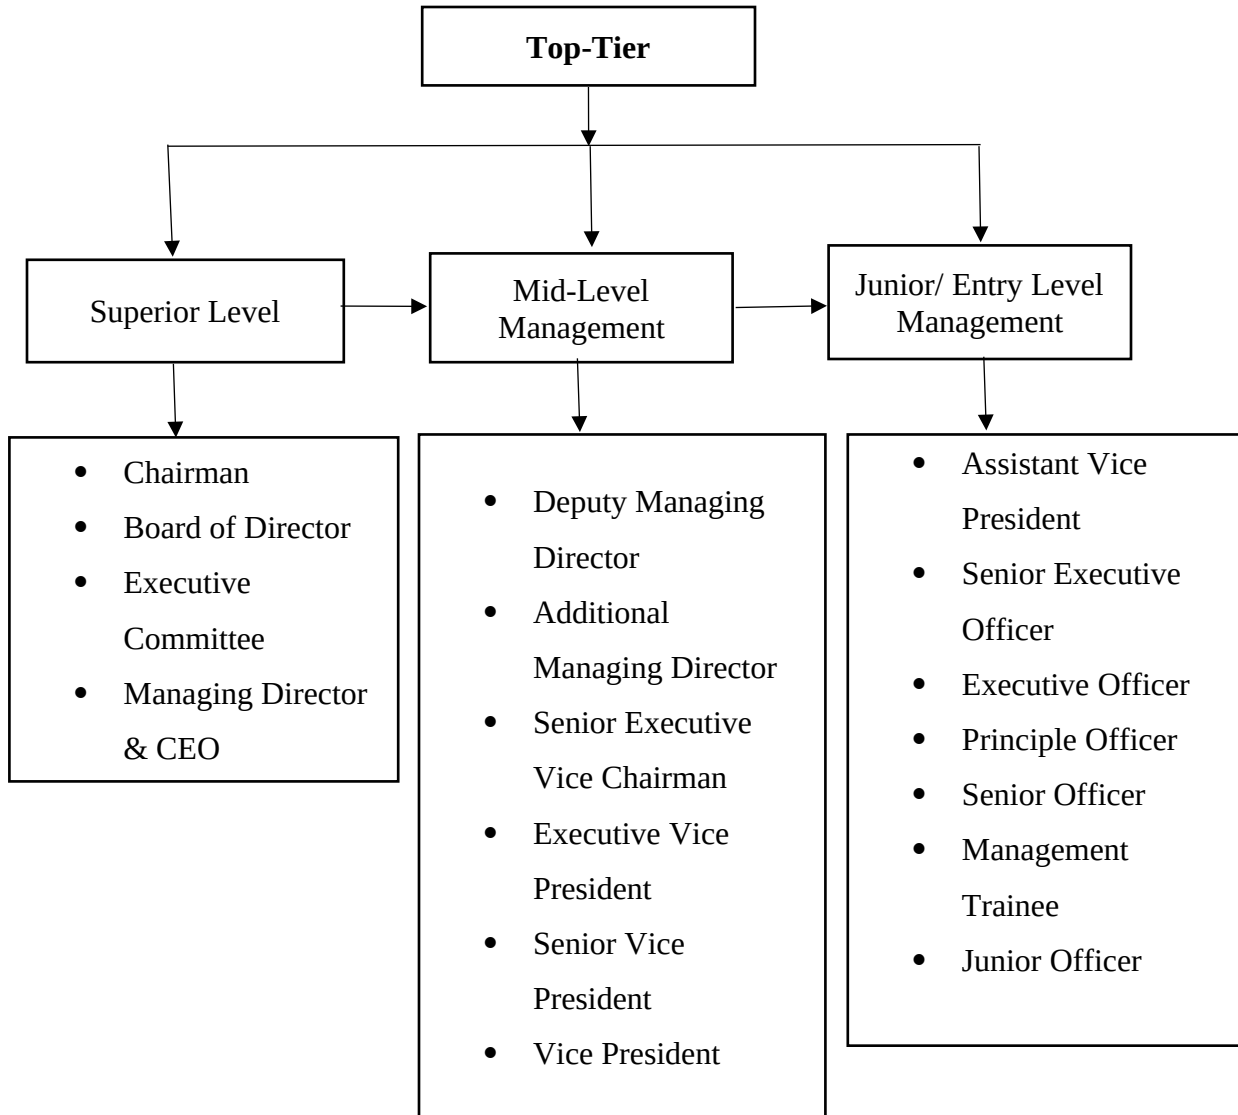 Top-Tier
Superior Level
Mid-Level
Management
Junior/ Entry Level
Management
• Chairman
• Board of Director
• Executive
Committee
• Managing Director
& CEO
• Deputy Managing
Director
• Additional
Managing Director
• Senior Executive
Vice Chairman
• Executive Vice
President
• Senior Vice
President
• Vice President
• Assistant Vice
President
• Senior Executive
Officer
• Executive Officer
• Principle Officer
• Senior Officer
• Management
Trainee
• Junior Officer